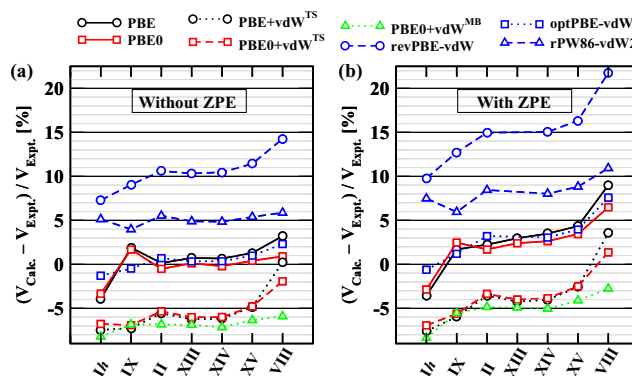 PBE
PBE+vdW^TS
PBE0+vdW^MB
optPBE-vdW
PBE0
PBE0+vdW^TS
revPBE-vdW
rPW86-vdW2
(a)
(b)
Without ZPE
With ZPE
(V_Calc. – V_Expt.) / V_Expt. [%]
(V_Calc. – V_Expt.) / V_Expt. [%]
20
15
10
5
0
-5
20
15
10
5
0
-5
Ih
IX
II
XIII
XIV
XV
VIII
Ih
IX
II
XIII
XIV
XV
VIII